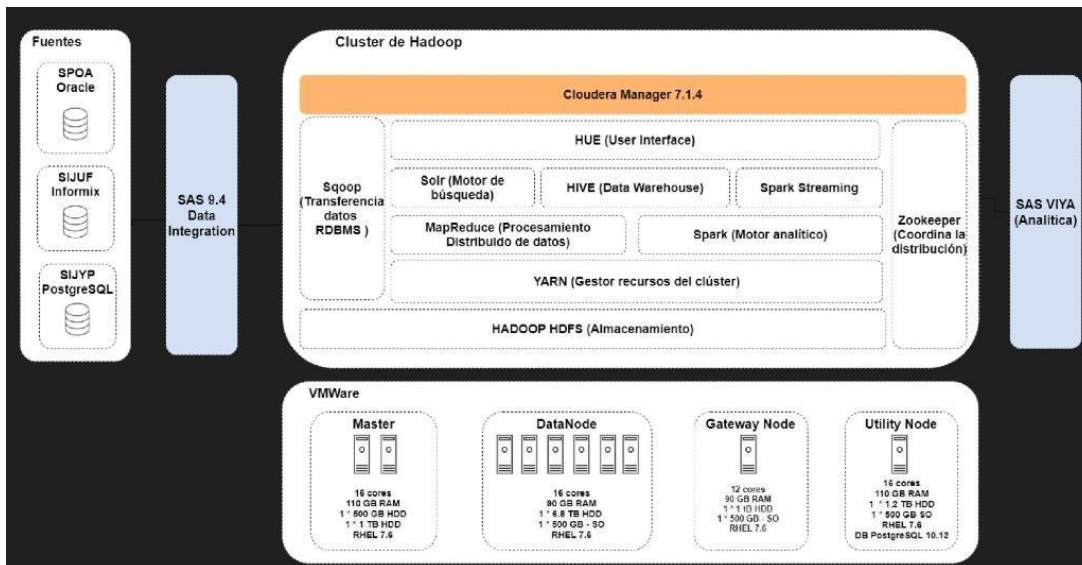 Fuentes
SPOA
Oracle
SIJUF
Informix
SIJYP
PostgreSQL
SAS 9.4
Data
Integration
Cluster de Hadoop
Cloudera Manager 7.1.4
Sqoop
(Transferencia
datos
RDBMS )
HUE (User Interface)
Solr (Motor de
búsqueda)
HIVE (Data Warehouse)
Spark Streaming
MapReduce (Procesamiento
Distribuido de datos)
Spark (Motor analítico)
YARN (Gestor recursos del clúster)
HADOOP HDFS (Almacenamiento)
Zookeeper
(Coordina la
distribución)
SAS VIYA
(Analítica)
VMWare
Master
16 cores
110 GB RAM
1 * 500 GB HDD
1 * 1 TB HDD
RHEL 7.6
DataNode
16 cores
90 GB RAM
1 * 6.8 TB HDD
1 * 500 GB - SO
RHEL 7.6
Gateway Node
12 cores
90 GB RAM
1 * 1 TB HDD
1 * 500 GB - SO
RHEL 7.6
Utility Node
16 cores
110 GB RAM
1 * 1.2 TB HDD
1 * 500 GB SO
RHEL 7.6
DB PostgreSQL 10.12